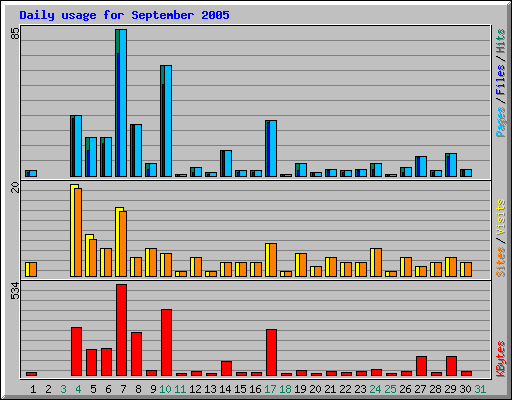 Daily usage for September 2005
85
Pages/Files/Hits
20
Sites/Visits
534
KBytes
1 2 3 4 5 6 7 8 9 10 11 12 13 14 15 16 17 18 19 20 21 22 23 24 25 26 27 28 29 30 31